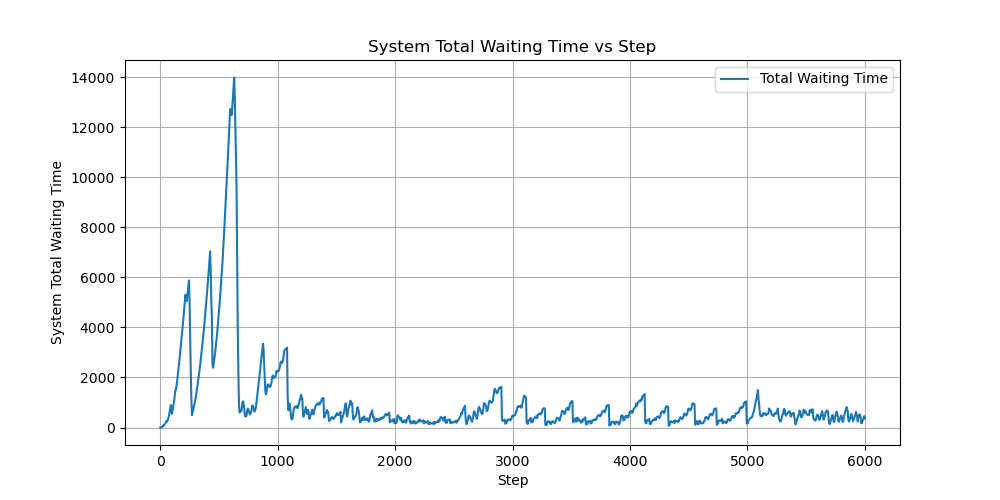 System Total Waiting Time vs Step
Total Waiting Time
System Total Waiting Time
14000
12000
10000
8000
6000
4000
2000
0
0 1000 2000 3000 4000 5000 6000
Step